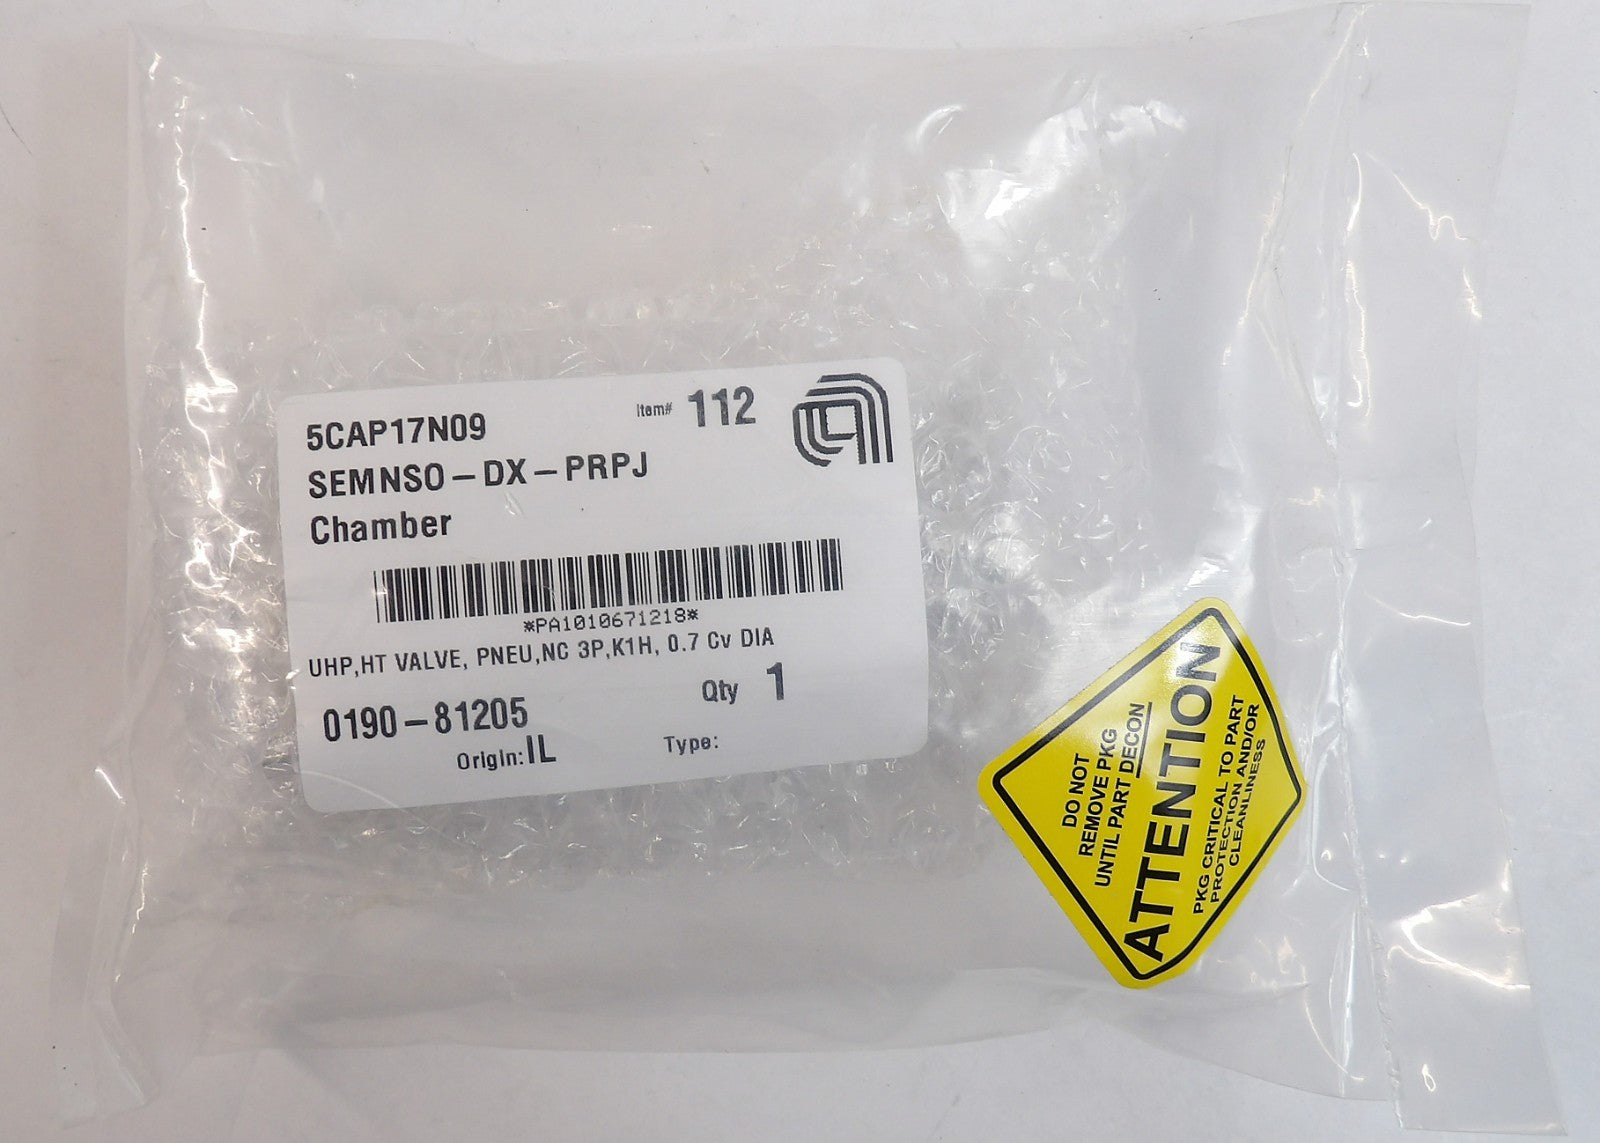 5CAP17N09
Item# 112
SEMNSO-DX-PRPJ
Chamber
*PA1010671218*
UHP,HT VALVE, PNEU,NC 3P,K1H, 0.7 Cv DIA
0190-81205
Qty 1
Origin:IL
Type:
DO NOT
REMOVE PKG
UNTIL PART DECON
ATTENTION
PKG CRITICAL TO PART
PROTECTION AND/OR
CLEANLINESS